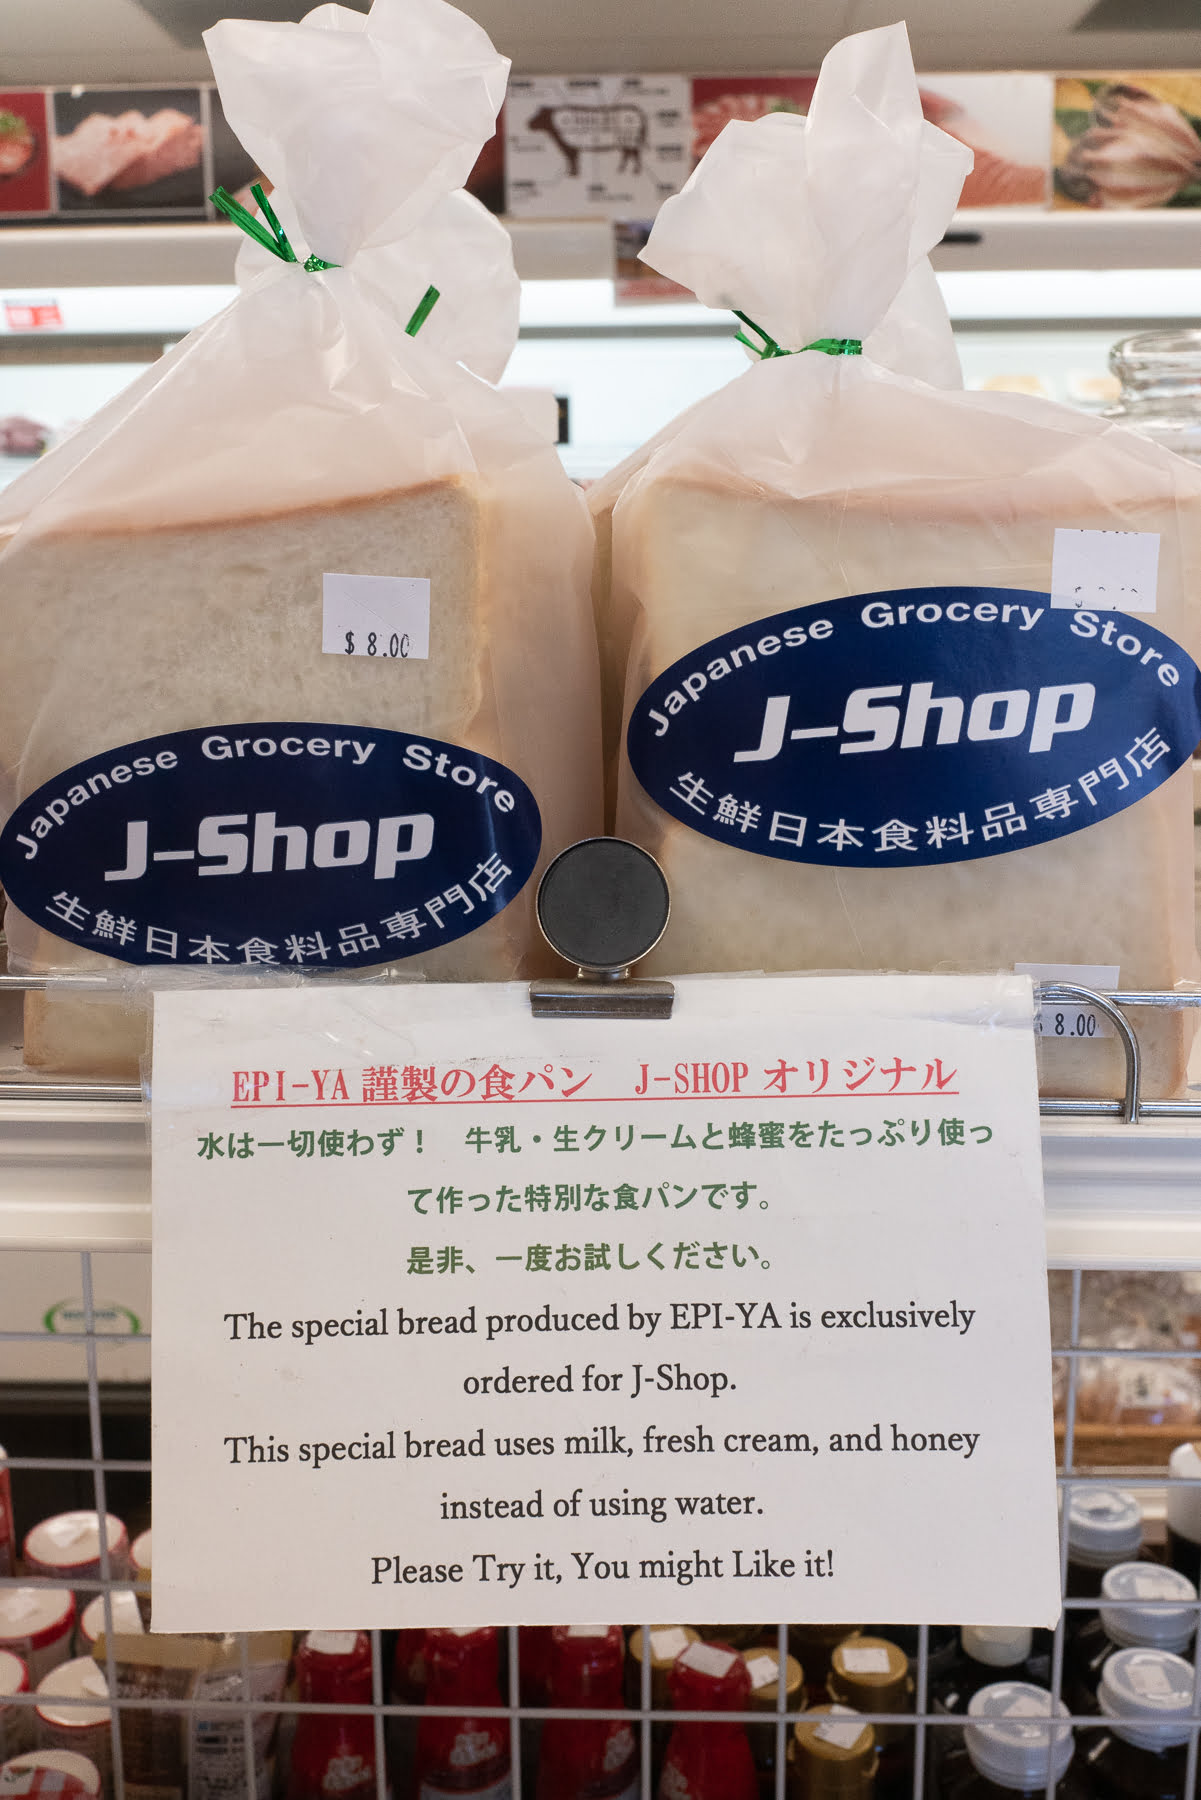 $ 8.00
Japanese Grocery Store
J-Shop
生鮮日本食料品専門店
Japanese Grocery Store
J-Shop
生鮮日本食料品専門店
$ 8.00
EPI-YA 謹製の食パン　J-SHOP オリジナル
水は一切使わず！　牛乳・生クリームと蜂蜜をたっぷり使っ
て作った特別な食パンです。
是非、一度お試しください。
The special bread produced by EPI-YA is exclusively
ordered for J-Shop.
This special bread uses milk, fresh cream, and honey
instead of using water.
Please Try it, You might Like it!